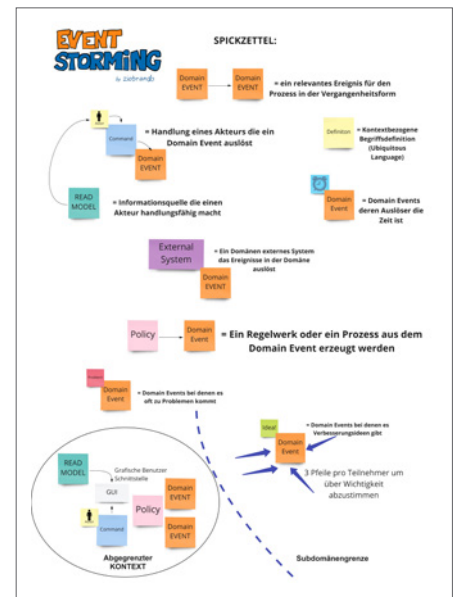 EVENT
STORMING
SPICKZETTEL:
Domain
EVENT
Domain
EVENT
= ein relevantes Ereignis für den
Prozess in der Vergangenheitsform
Command
Domain
EVENT
= Handlung eines Akteurs die ein
Domain Event auslöst
Definition
= Kontextbezogene
Begriffsdefinition
(Ubiquitous
Language)
READ
MODEL
= Informationsquelle die einen
Akteur handlungsfähig macht
Domain
Event
= Domain Events
deren Auslöser die
Zeit ist
External
System
Domain
EVENT
= Ein Domänen externes System
das Ereignisse in der Domäne
auslöst
Policy
Domain
Event
= Ein Regelwerk oder ein Prozess aus dem
Domain Event erzeugt werden
Domain
Event
= Domain Events bei denen es
oft zu Problemen kommt
Idea!
Domain
Event
= Domain Events bei denen es
Verbesserungsideen gibt
3 Pfeile pro Teilnehmer um
über Wichtigkeit
abzustimmen
READ
MODEL
Grafische Benutzer
Schnittstelle
GUI
Command
Policy
Domain
EVENT
Domain
EVENT
Abgegrenzter
KONTEXT
Subdomänengrenze